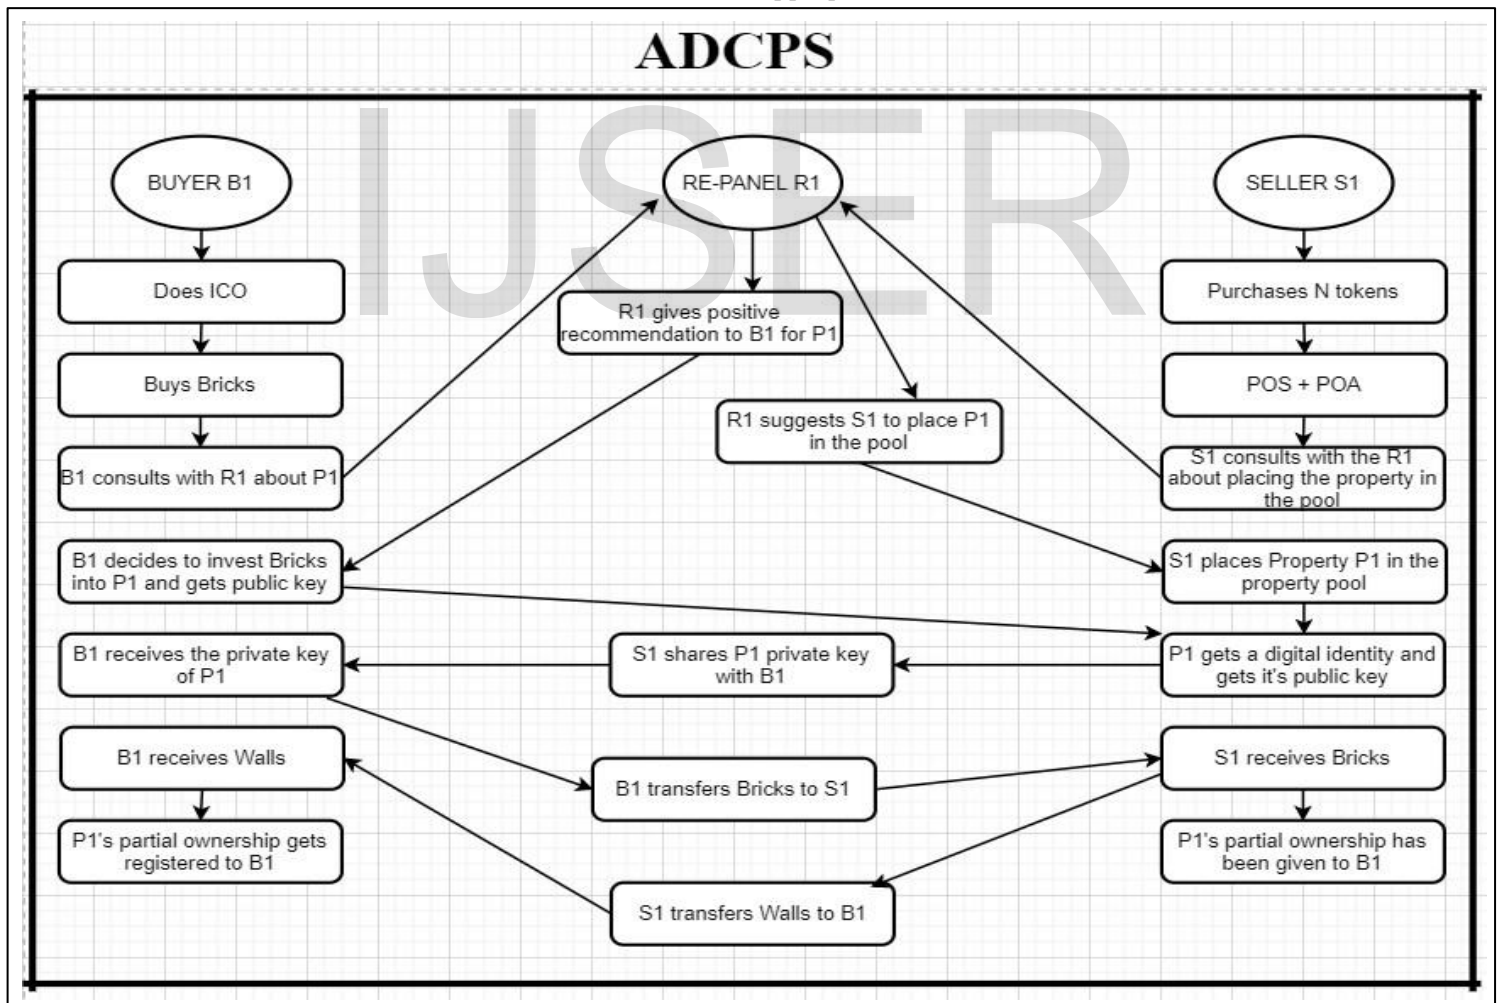 ADCPS
IJSER
BUYER B1
RE-PANEL R1
SELLER S1
Does ICO
R1 gives positive
recommendation to B1 for P1
Purchases N tokens
Buys Bricks
POS + POA
R1 suggests S1 to place P1
in the pool
B1 consults with R1 about P1
S1 consults with the R1
about placing the property in
the pool
B1 decides to invest Bricks
into P1 and gets public key
S1 places Property P1 in the
property pool
B1 receives the private key
of P1
S1 shares P1 private key
with B1
P1 gets a digital identity and
gets it's public key
B1 receives Walls
B1 transfers Bricks to S1
S1 receives Bricks
P1's partial ownership gets
registered to B1
P1's partial ownership has
been given to B1
S1 transfers Walls to B1